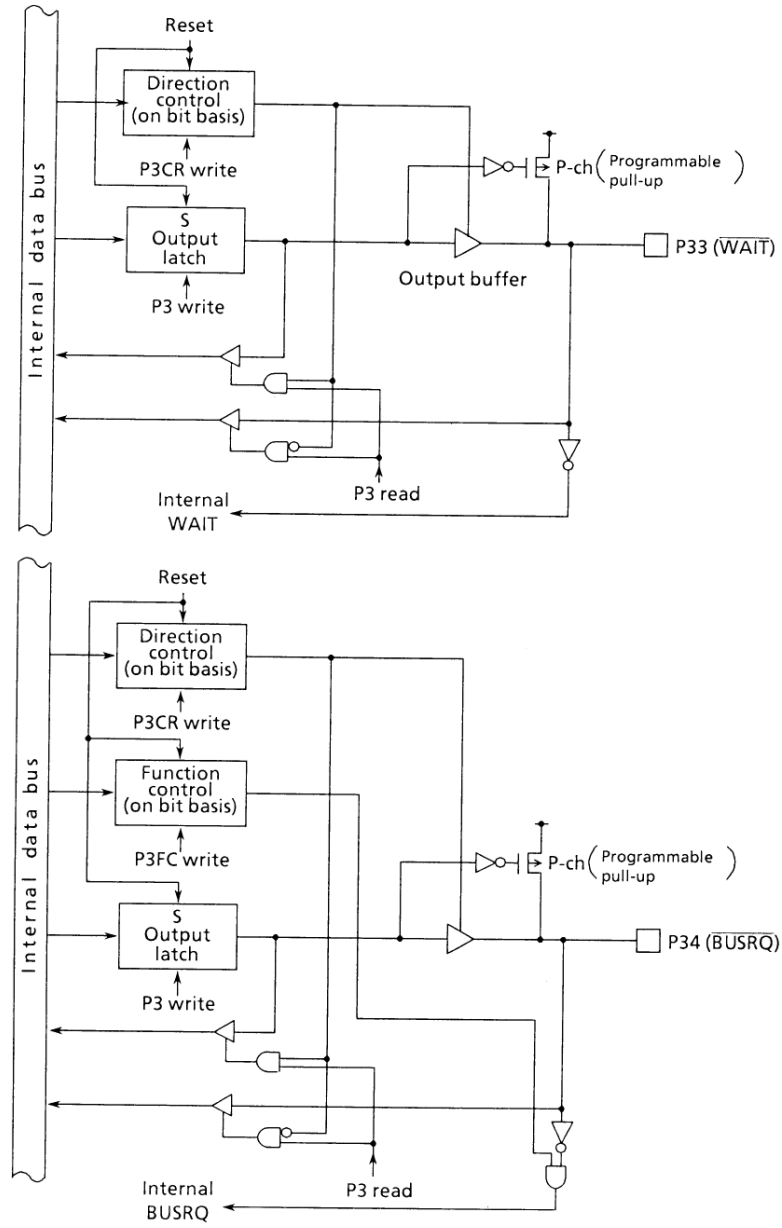 Reset
Direction
control
(on bit basis)
P3CR write
P-ch (Programmable
pull-up)
S
Output
latch
P33 (WAIT)
Output buffer
P3 write
Internal data bus
P3 read
Internal
WAIT
Reset
Direction
control
(on bit basis)
P3CR write
Function
control
(on bit basis)
P3FC write
P-ch (Programmable
pull-up)
S
Output
latch
P34 (BUSRQ)
P3 write
Internal data bus
P3 read
Internal
BUSRQ